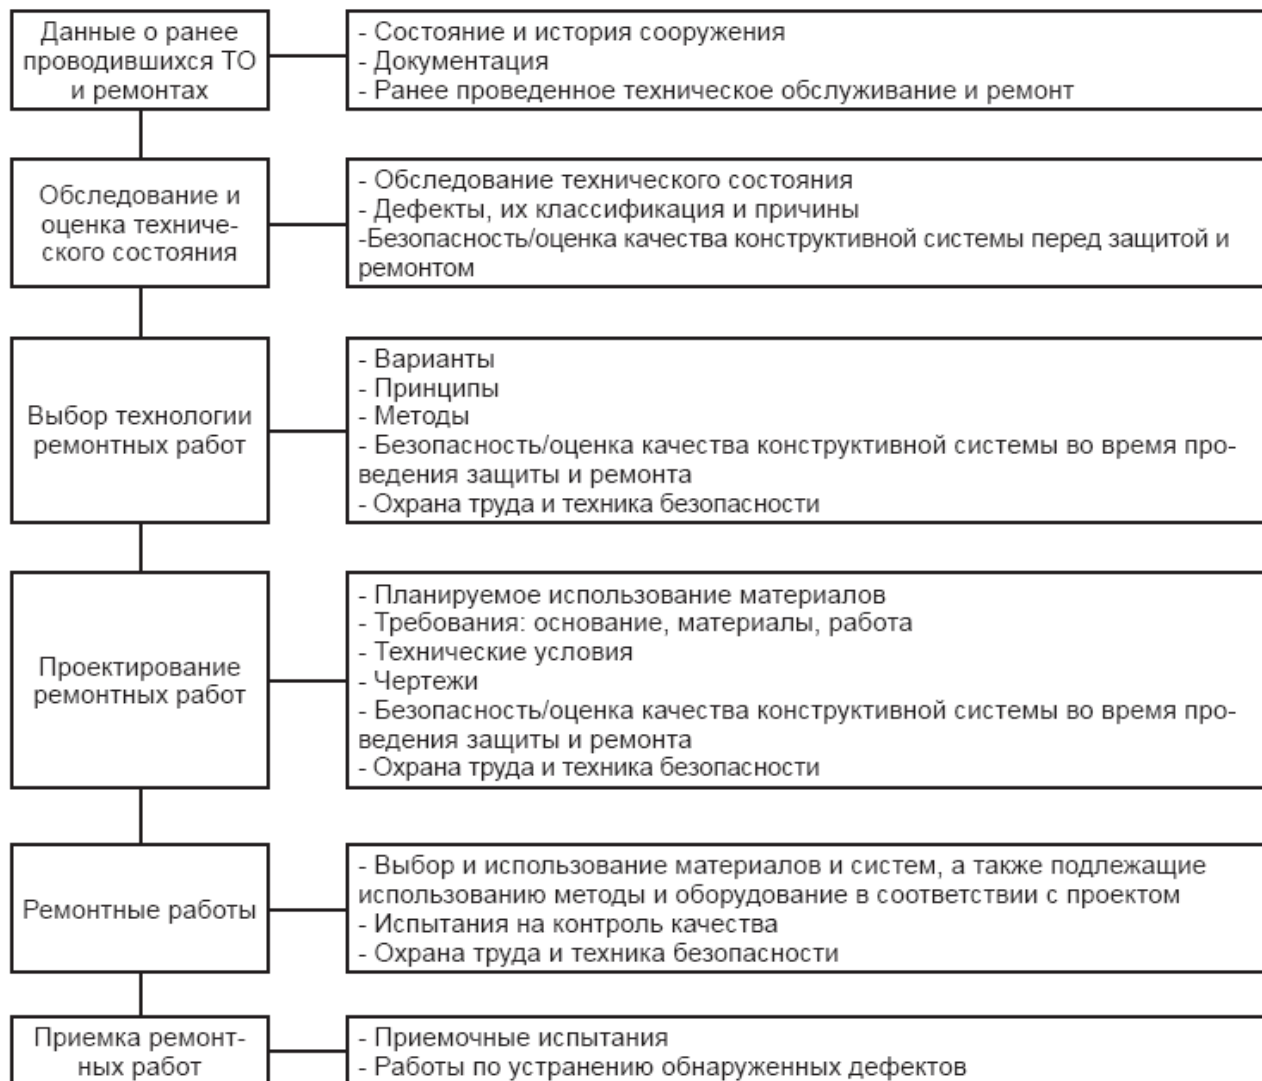 Данные о ранее
проводившихся ТО
и ремонтах
- Состояние и история сооружения
- Документация
- Ранее проведенное техническое обслуживание и ремонт
Обследование и
оценка техниче-
ского состояния
- Обследование технического состояния
- Дефекты, их классификация и причины
-Безопасность/оценка качества конструктивной системы перед защитой и
ремонтом
Выбор технологии
ремонтных работ
- Варианты
- Принципы
- Методы
- Безопасность/оценка качества конструктивной системы во время про-
ведения защиты и ремонта
- Охрана труда и техника безопасности
Проектирование
ремонтных работ
- Планируемое использование материалов
- Требования: основание, материалы, работа
- Технические условия
- Чертежи
- Безопасность/оценка качества конструктивной системы во время про-
ведения защиты и ремонта
- Охрана труда и техника безопасности
Ремонтные работы
- Выбор и использование материалов и систем, а также подлежащие
использованию методы и оборудование в соответствии с проектом
- Испытания на контроль качества
- Охрана труда и техника безопасности
Приемка ремонт-
ных работ
- Приемочные испытания
- Работы по устранению обнаруженных дефектов